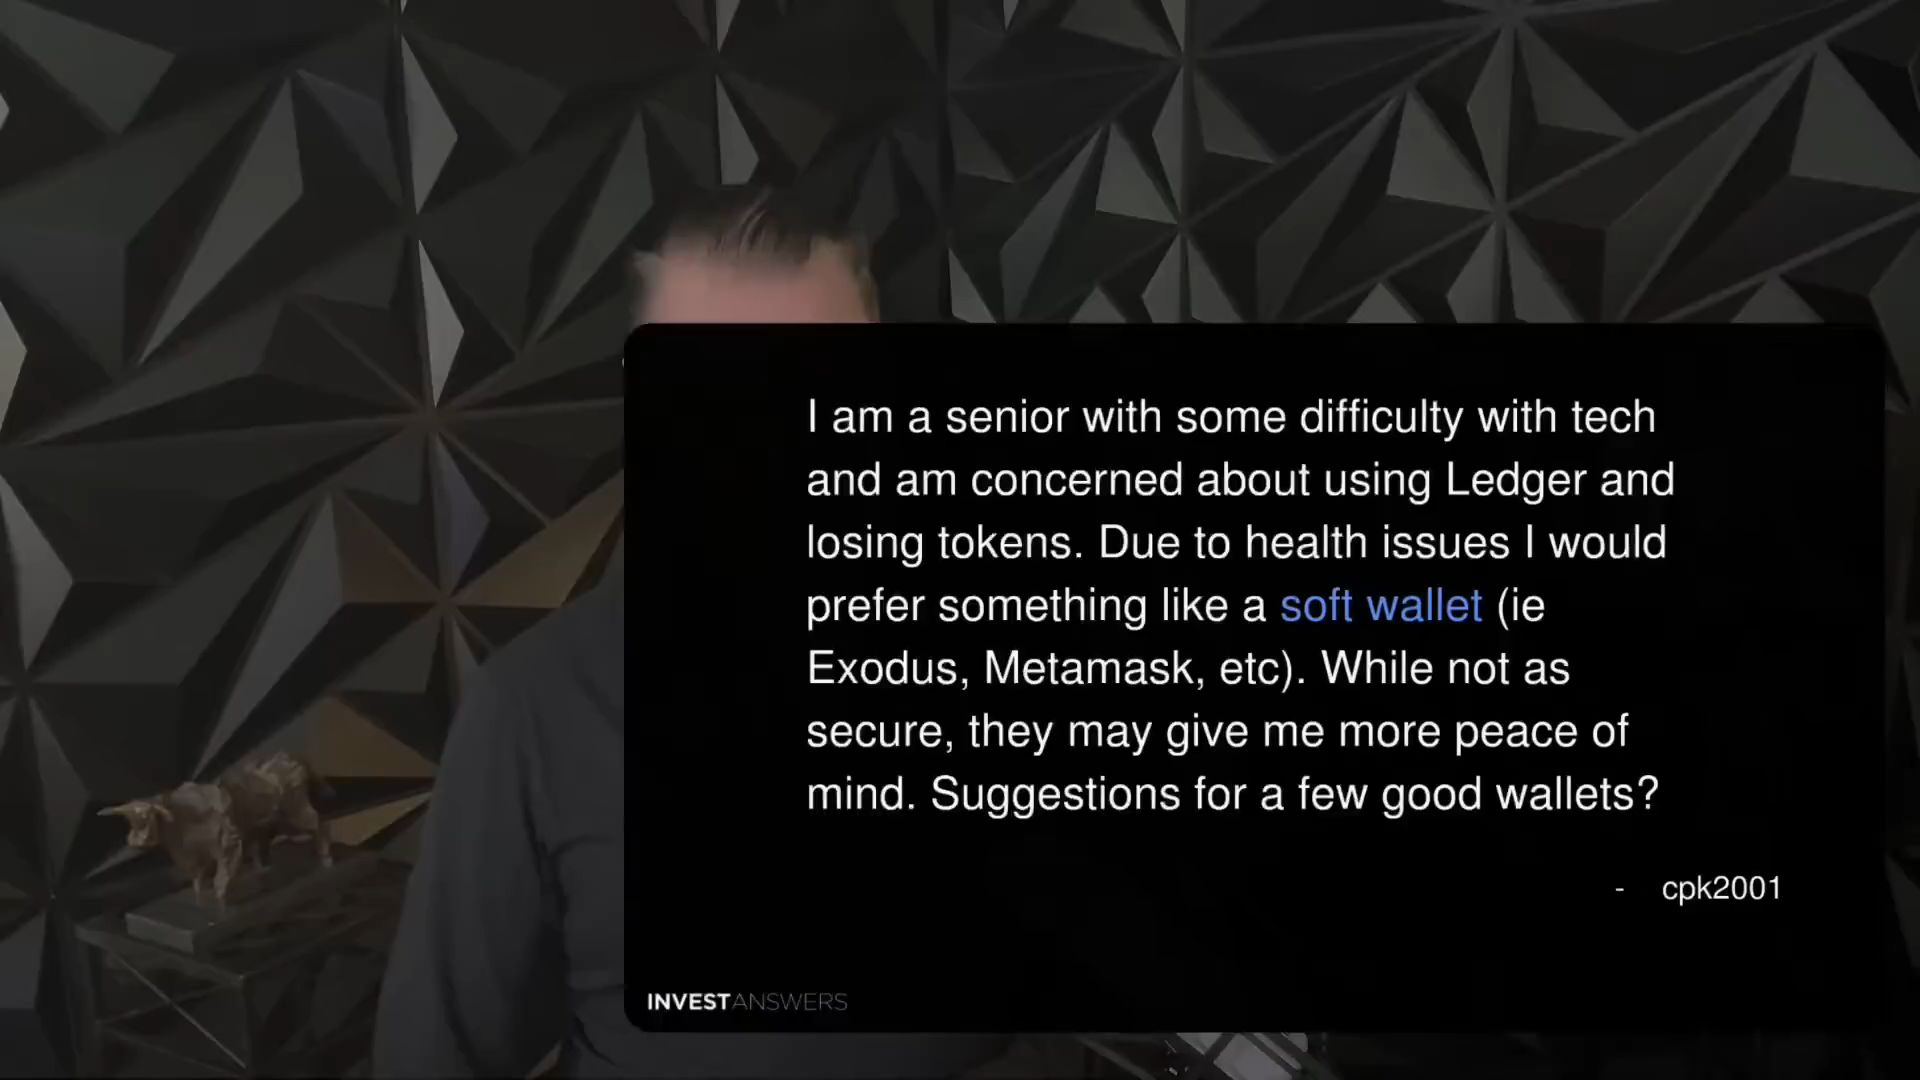 I am a senior with some difficulty with tech
and am concerned about using Ledger and
losing tokens. Due to health issues I would
prefer something like a soft wallet (ie
Exodus, Metamask, etc). While not as
secure, they may give me more peace of
mind. Suggestions for a few good wallets?
- cpk2001
INVESTANSWERS